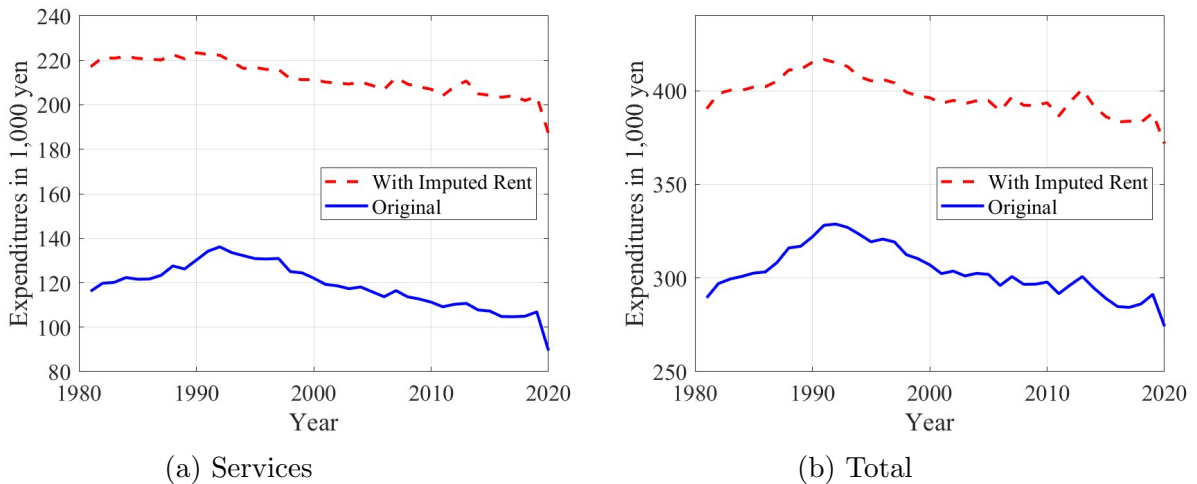 240
220
200
180
160
140
120
100
80
1980
1990
2000
2010
2020
Expenditures in 1,000 yen
Year
With Imputed Rent
Original
(a) Services
400
350
300
250
1980
1990
2000
2010
2020
Expenditures in 1,000 yen
Year
With Imputed Rent
Original
(b) Total